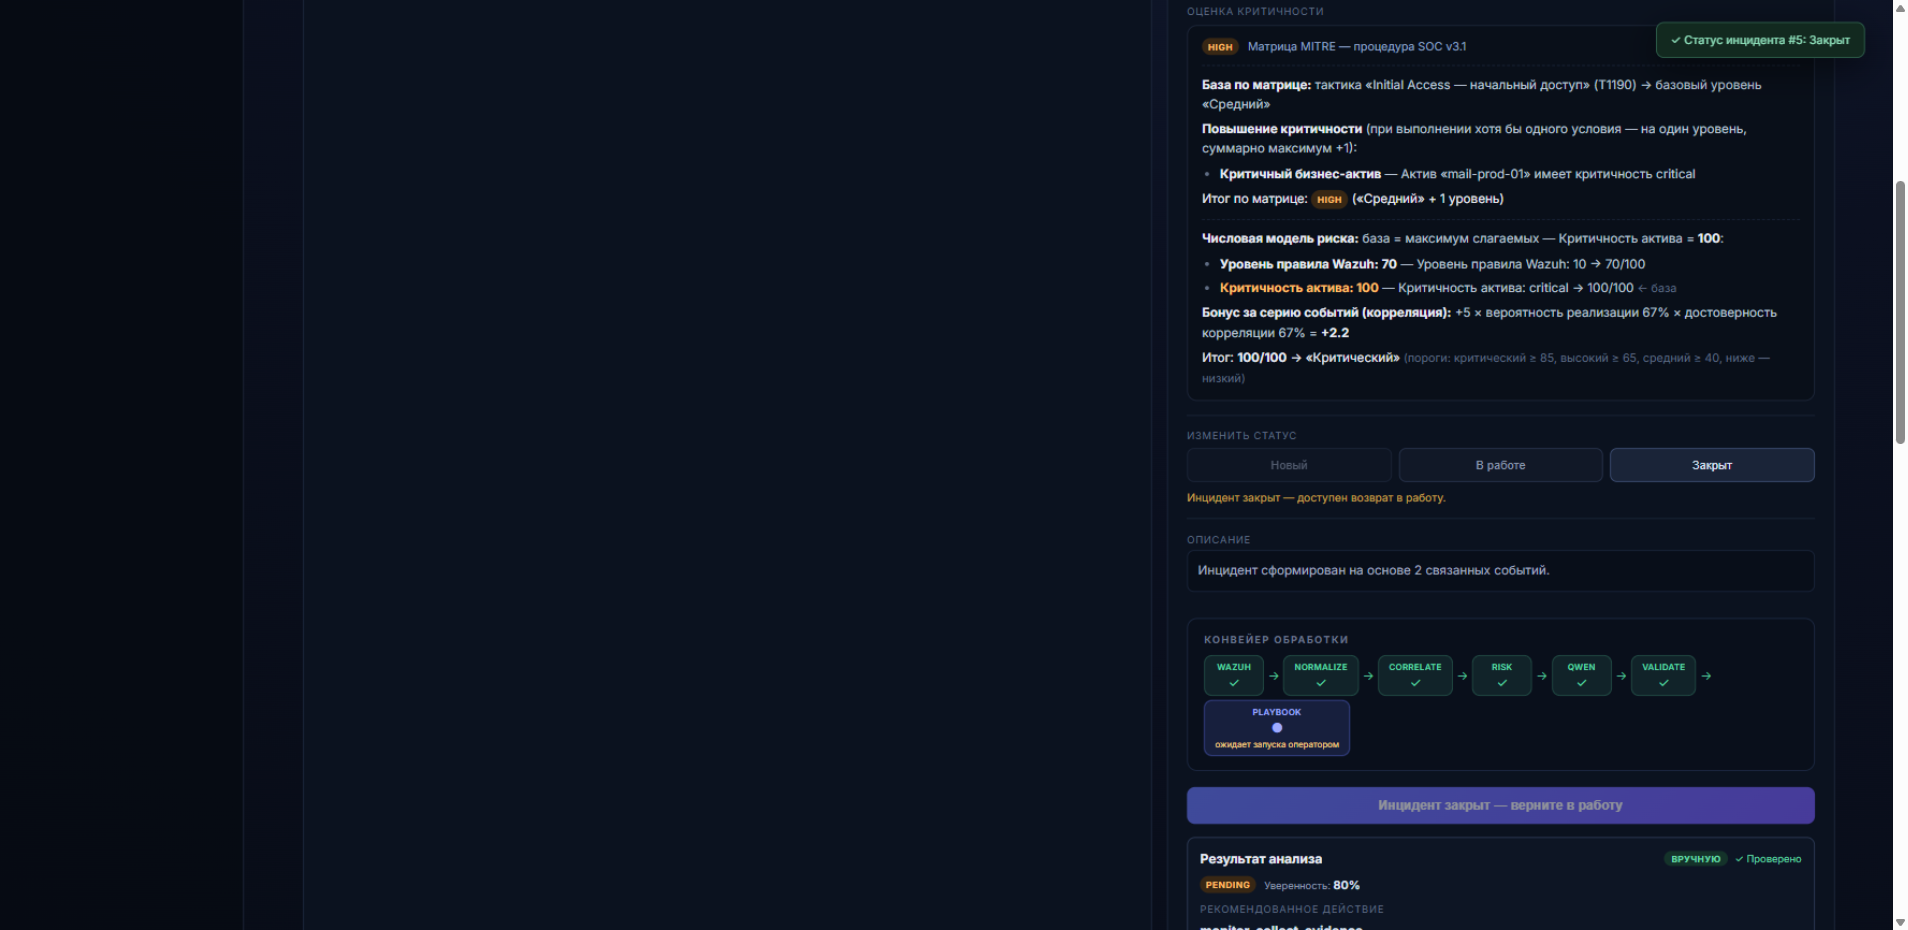 ОЦЕНКА КРИТИЧНОСТИ
✓ Статус инцидента #5: Закрыт
HIGH Матрица MITRE — процедура SOC v3.1
База по матрице: тактика «Initial Access — начальный доступ» (T1190) → базовый уровень
«Средний»
Повышение критичности (при выполнении хотя бы одного условия — на один уровень,
суммарно максимум +1):
• Критичный бизнес-актив — Актив «mail-prod-01» имеет критичность critical
Итог по матрице: HIGH («Средний» + 1 уровень)
Числовая модель риска: база = максимум слагаемых — Критичность актива = 100:
• Уровень правила Wazuh: 70 — Уровень правила Wazuh: 10 → 70/100
• Критичность актива: 100 — Критичность актива: critical → 100/100 ← база
Бонус за серию событий (корреляция): +5 × вероятность реализации 67% × достоверность
корреляции 67% = +2.2
Итог: 100/100 → «Критический» (пороги: критический ≥ 85, высокий ≥ 65, средний ≥ 40, ниже —
низкий)
ИЗМЕНИТЬ СТАТУС
Новый
В работе
Закрыт
Инцидент закрыт — доступен возврат в работу.
ОПИСАНИЕ
Инцидент сформирован на основе 2 связанных событий.
КОНВЕЙЕР ОБРАБОТКИ
WAZUH ✓ → NORMALIZE ✓ → CORRELATE ✓ → RISK ✓ → QWEN ✓ → VALIDATE ✓ →
PLAYBOOK
ожидает запуска оператором
Инцидент закрыт — верните в работу
Результат анализа
ВРУЧНУЮ ✓ Проверено
PENDING Уверенность: 80%
РЕКОМЕНДОВАННОЕ ДЕЙСТВИЕ
monitor_collect_evidence